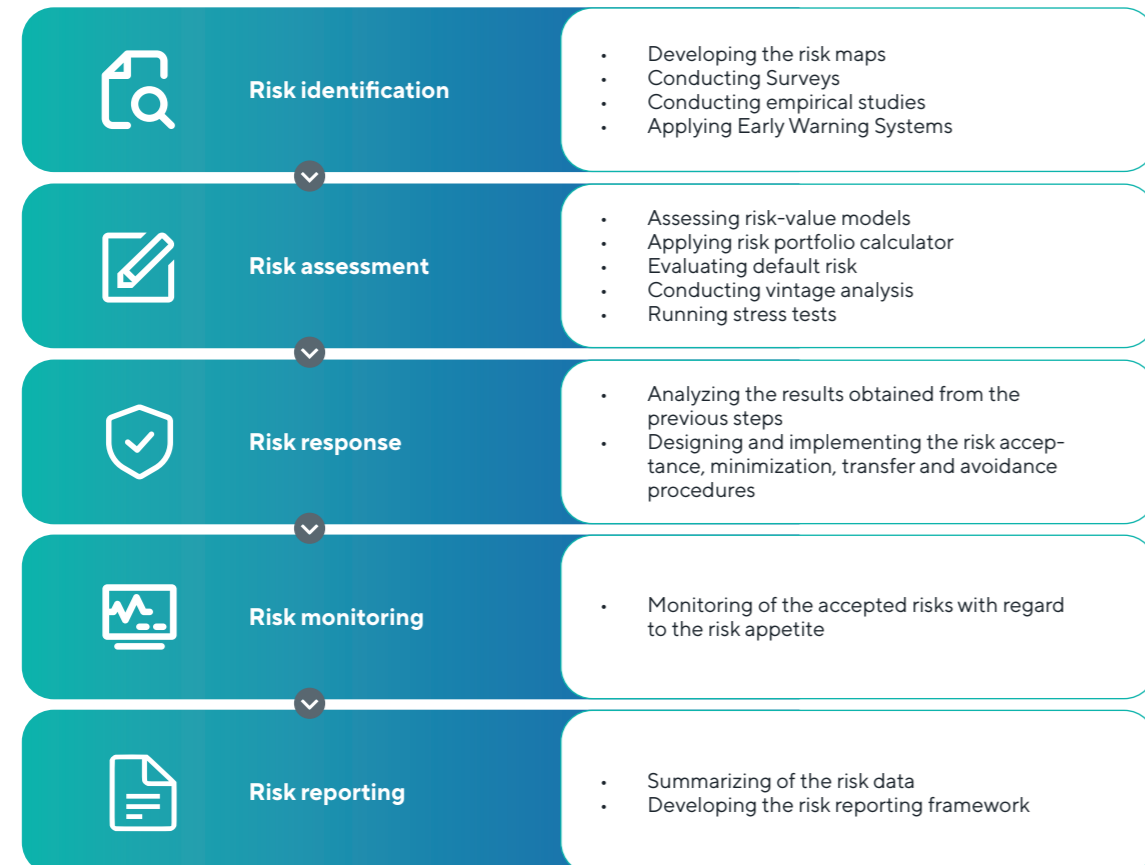 Risk identification
• Developing the risk maps
• Conducting Surveys
• Conducting empirical studies
• Applying Early Warning Systems
Risk assessment
• Assessing risk-value models
• Applying risk portfolio calculator
• Evaluating default risk
• Conducting vintage analysis
• Running stress tests
Risk response
• Analyzing the results obtained from the
previous steps
• Designing and implementing the risk accep-
tance, minimization, transfer and avoidance
procedures
Risk monitoring
• Monitoring of the accepted risks with regard
to the risk appetite
Risk reporting
• Summarizing of the risk data
• Developing the risk reporting framework